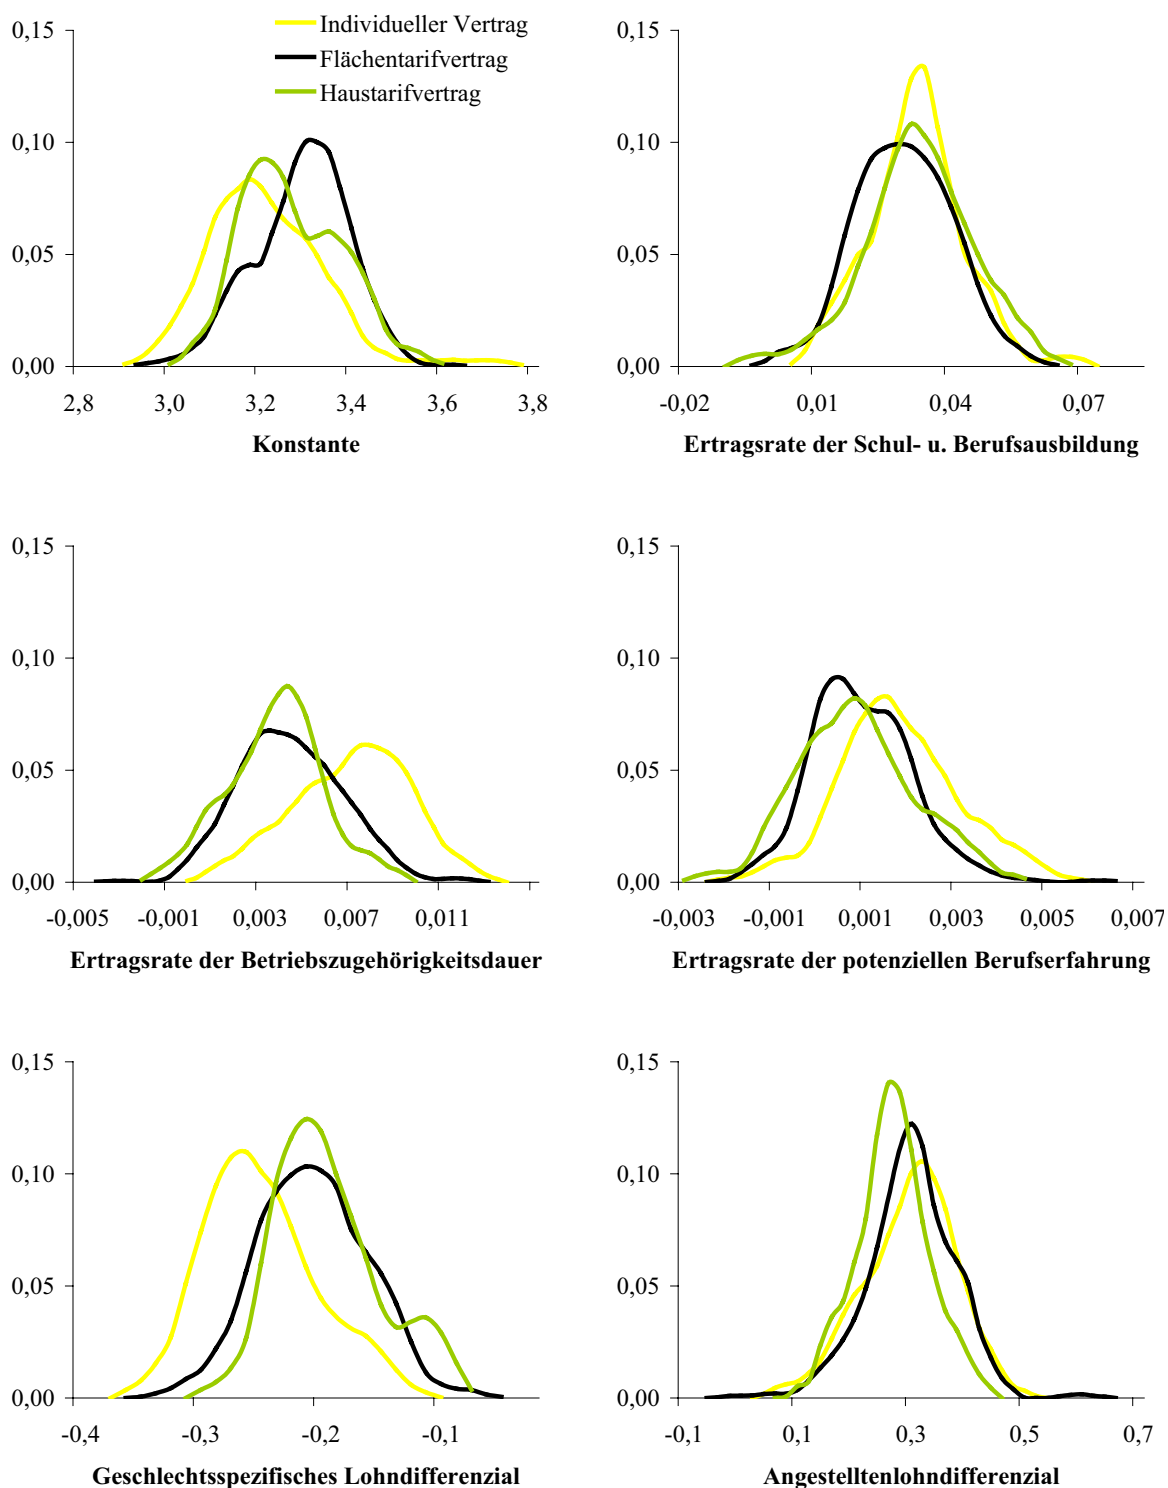 Individueller Vertrag
Flächentarifvertrag
Haustarifvertrag
0,15
0,10
0,05
0,00
2,8 3,0 3,2 3,4 3,6 3,8
Konstante
0,15
0,10
0,05
0,00
-0,02 0,01 0,04 0,07
Ertragsrate der Schul- u. Berufsausbildung
0,15
0,10
0,05
0,00
-0,005 -0,001 0,003 0,007 0,011
Ertragsrate der Betriebszugehörigkeitsdauer
0,15
0,10
0,05
0,00
-0,003 -0,001 0,001 0,003 0,005 0,007
Ertragsrate der potenziellen Berufserfahrung
0,15
0,10
0,05
0,00
-0,4 -0,3 -0,2 -0,1
Geschlechtsspezifisches Lohndifferenzial
0,15
0,10
0,05
0,00
-0,1 0,1 0,3 0,5 0,7
Angestelltenlohndifferenzial